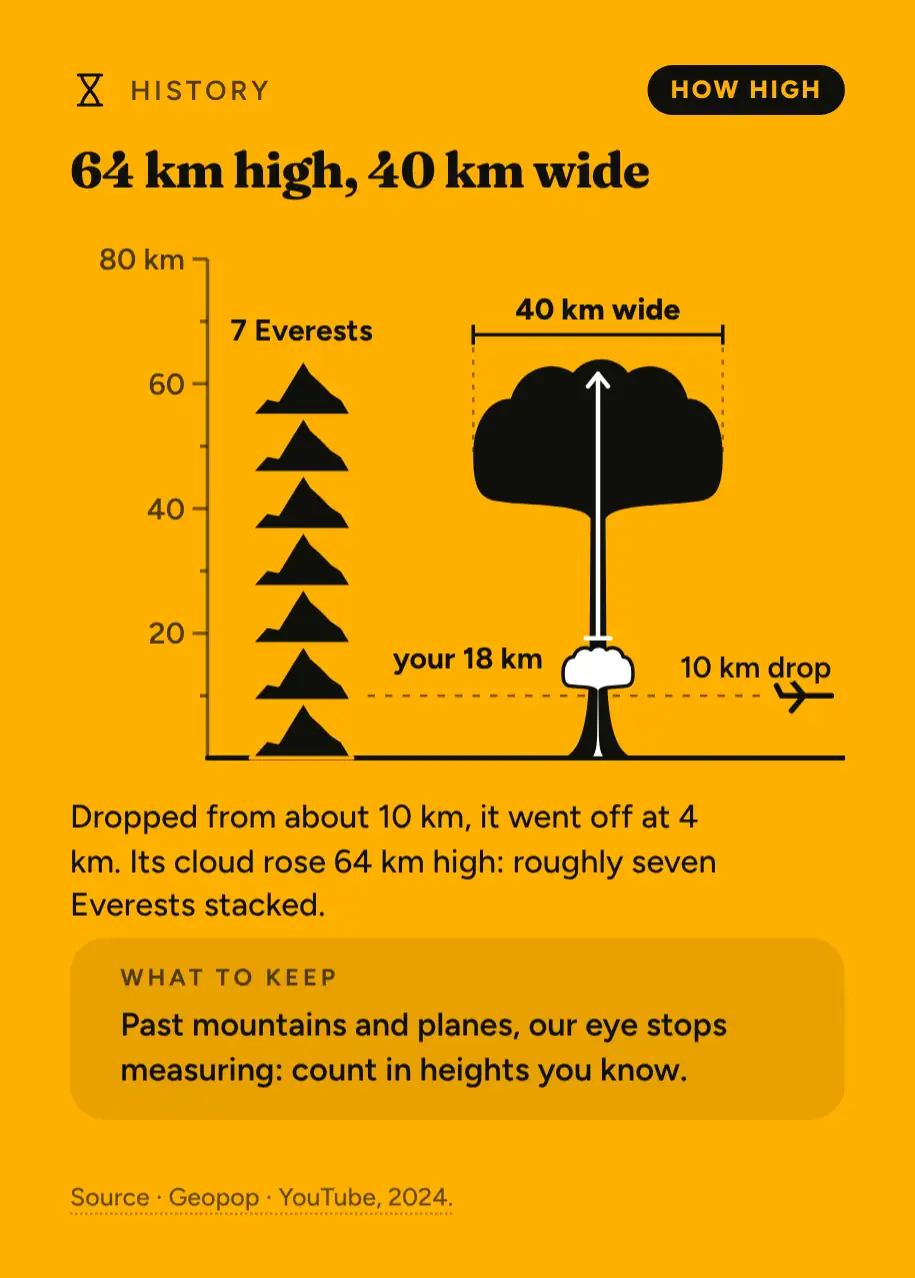 HISTORY
HOW HIGH
64 km high, 40 km wide
80 km
40 km wide
7 Everests
60
40
20
your 18 km
10 km drop
Dropped from about 10 km, it went off at 4
km. Its cloud rose 64 km high: roughly seven
Everests stacked.
WHAT TO KEEP
Past mountains and planes, our eye stops
measuring: count in heights you know.
Source · Geopop · YouTube, 2024.